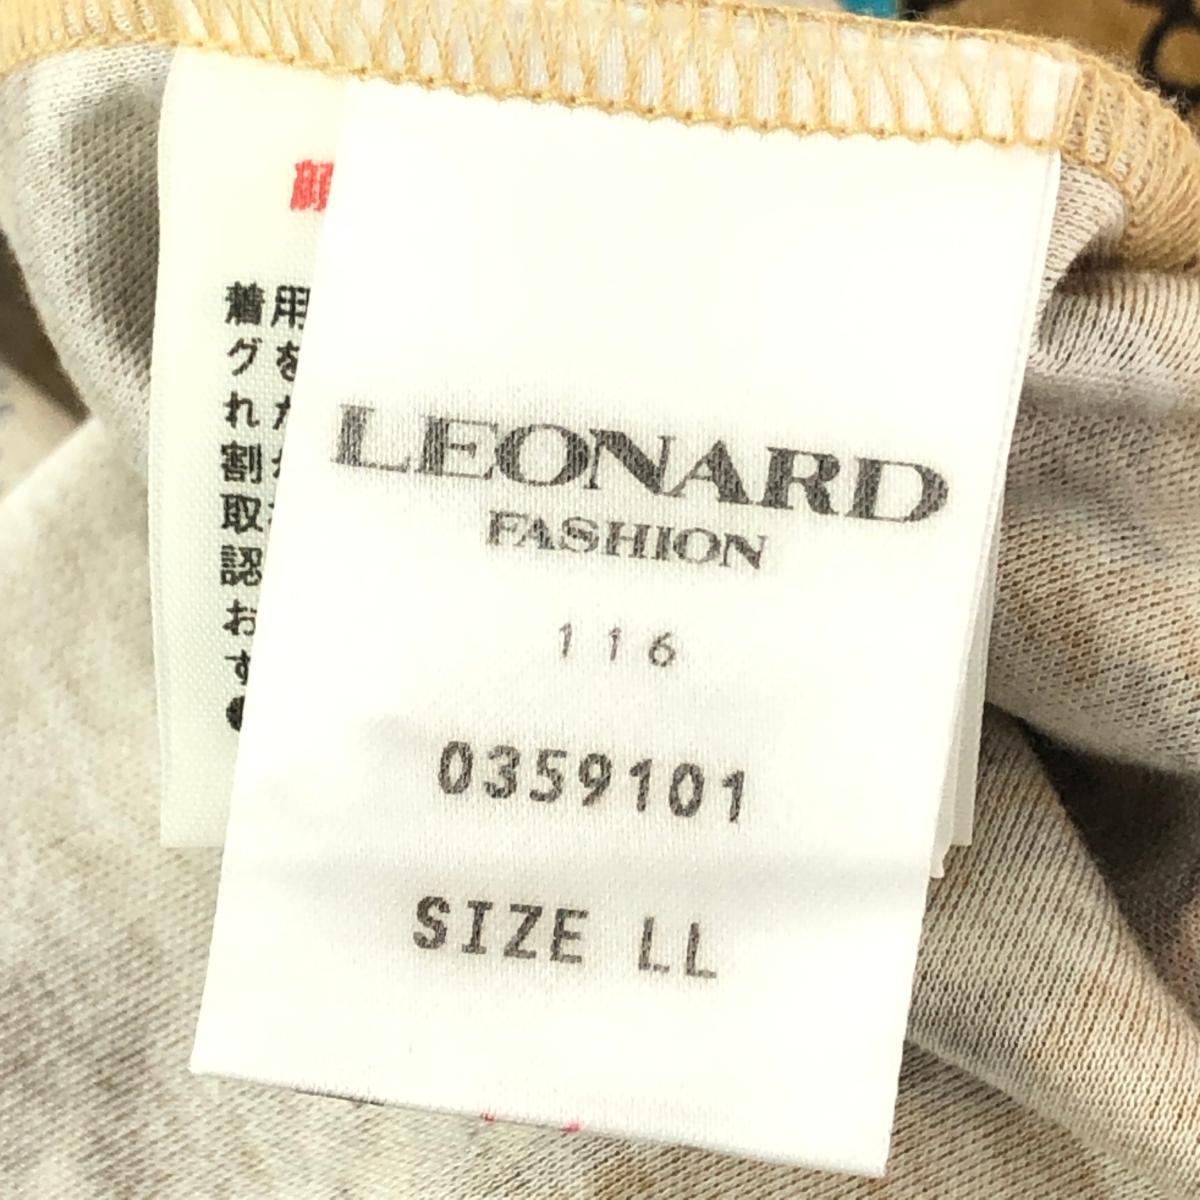 LEONARD
FASHION
116
0359101
SIZE LL
着用
グを
れた
割
取
認
お
す